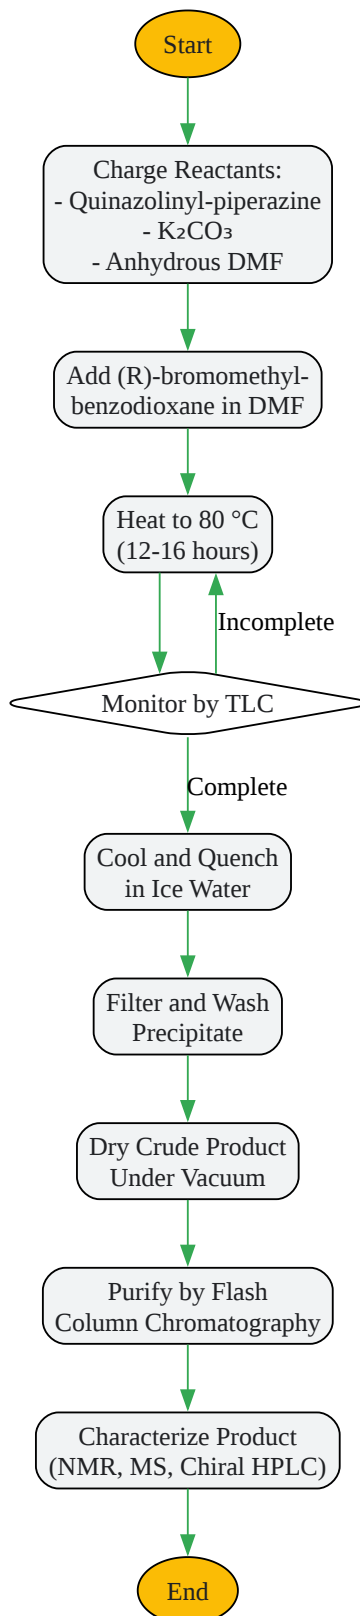 Start
Charge Reactants:
- Quinazolinyl-piperazine
- K₂CO₃
- Anhydrous DMF
Add (R)-bromomethyl-
benzodioxane in DMF
Heat to 80 °C
(12-16 hours)
Incomplete
Monitor by TLC
Complete
Cool and Quench
in Ice Water
Filter and Wash
Precipitate
Dry Crude Product
Under Vacuum
Purify by Flash
Column Chromatography
Characterize Product
(NMR, MS, Chiral HPLC)
End